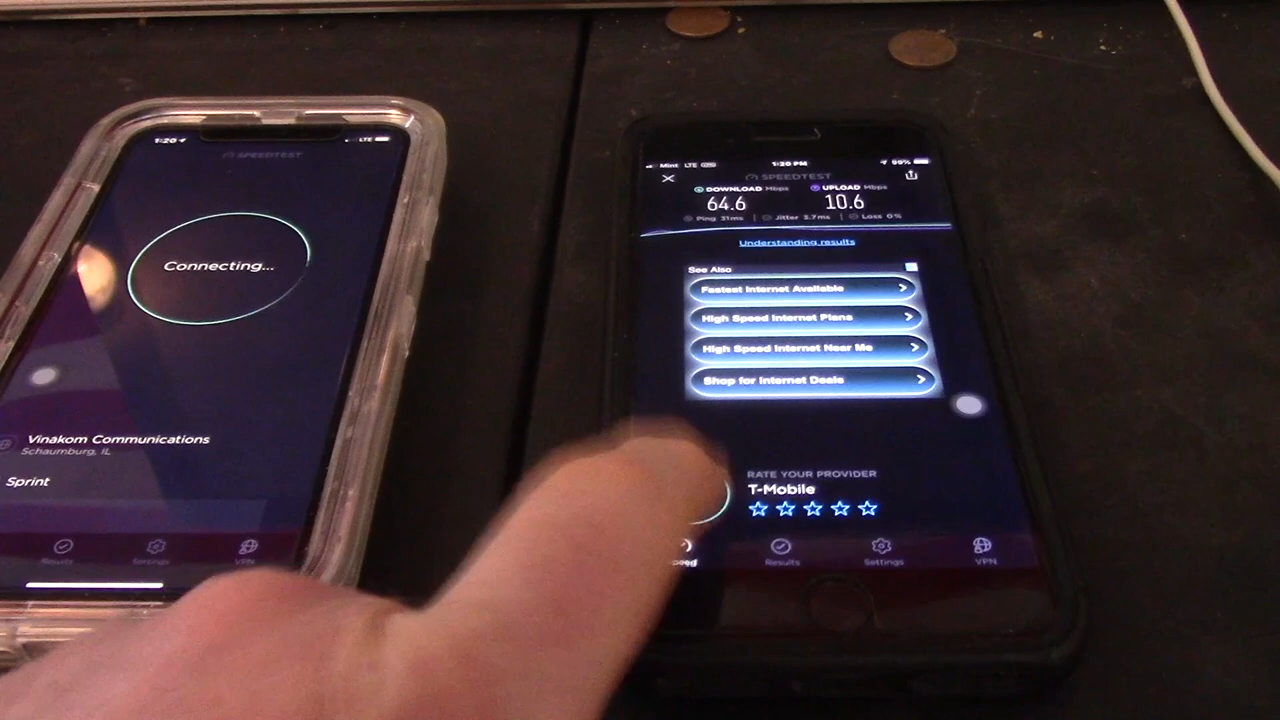 1:20
LTE
SPEEDTEST
Connecting...
Vinakom Communications
Schaumburg, IL
Sprint
Results
Settings
VPN
Mint LTE
1:20 PM
99%
SPEEDTEST
DOWNLOAD Mbps
64.6
UPLOAD Mbps
10.6
Ping 31ms
Jitter 3.7ms
Loss 0%
Understanding results
See Also
Fastest Internet Available
High Speed Internet Plans
High Speed Internet Near Me
Shop for Internet Deals
RATE YOUR PROVIDER
T-Mobile
Results
Settings
VPN